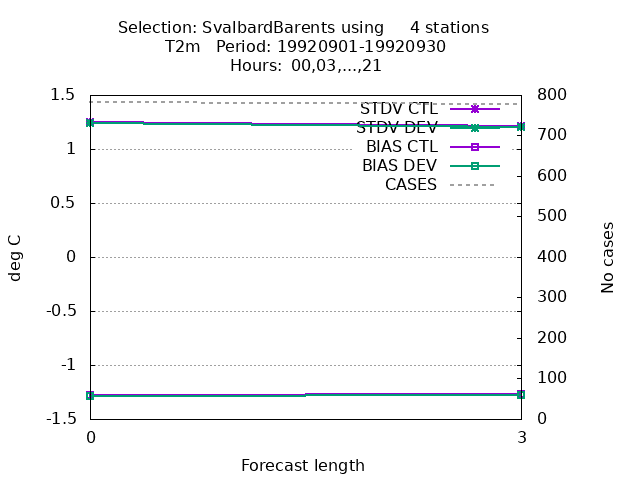 Selection: SvalbardBarents using     4 stations
T2m   Period: 19920901-19920930
Hours: 00,03,...,21
1.5
1
0.5
0
-0.5
-1
-1.5
800
700
600
500
400
300
200
100
0
STDV CTL
STDV DEV
BIAS CTL
BIAS DEV
CASES
deg C
No cases
0
3
Forecast length